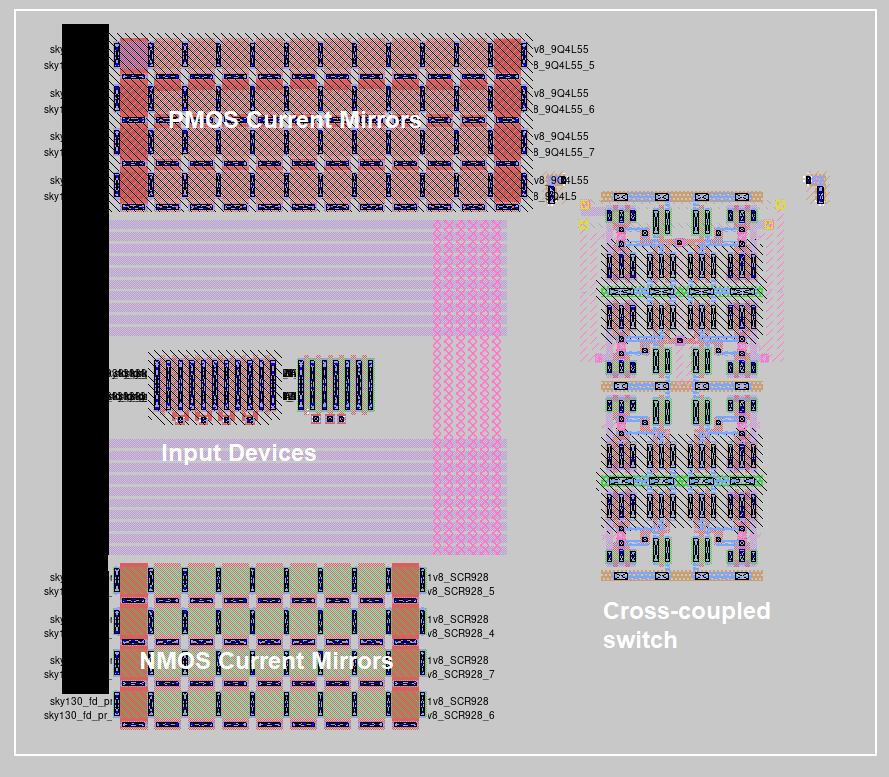 sky v8_9Q4L55
sky1 8_9Q4L55_5
sky v8_9Q4L55
sky1 8_9Q4L55_6
PMOS Current Mirrors
sky v8_9Q4L55
sky1 8_9Q4L55_7
sky v8_9Q4L55
sky1 8_9Q4L5
Input Devices
sky 1v8_SCR928
sky1 v8_SCR928_5
Cross-coupled
switch
sky 1v8_SCR928
sky1 v8_SCR928_4
sky 1v8_SCR928
NMOS Current Mirrors
sky1 v8_SCR928_7
sky130_fd_pr 1v8_SCR928
sky130_fd_pr_ v8_SCR928_6